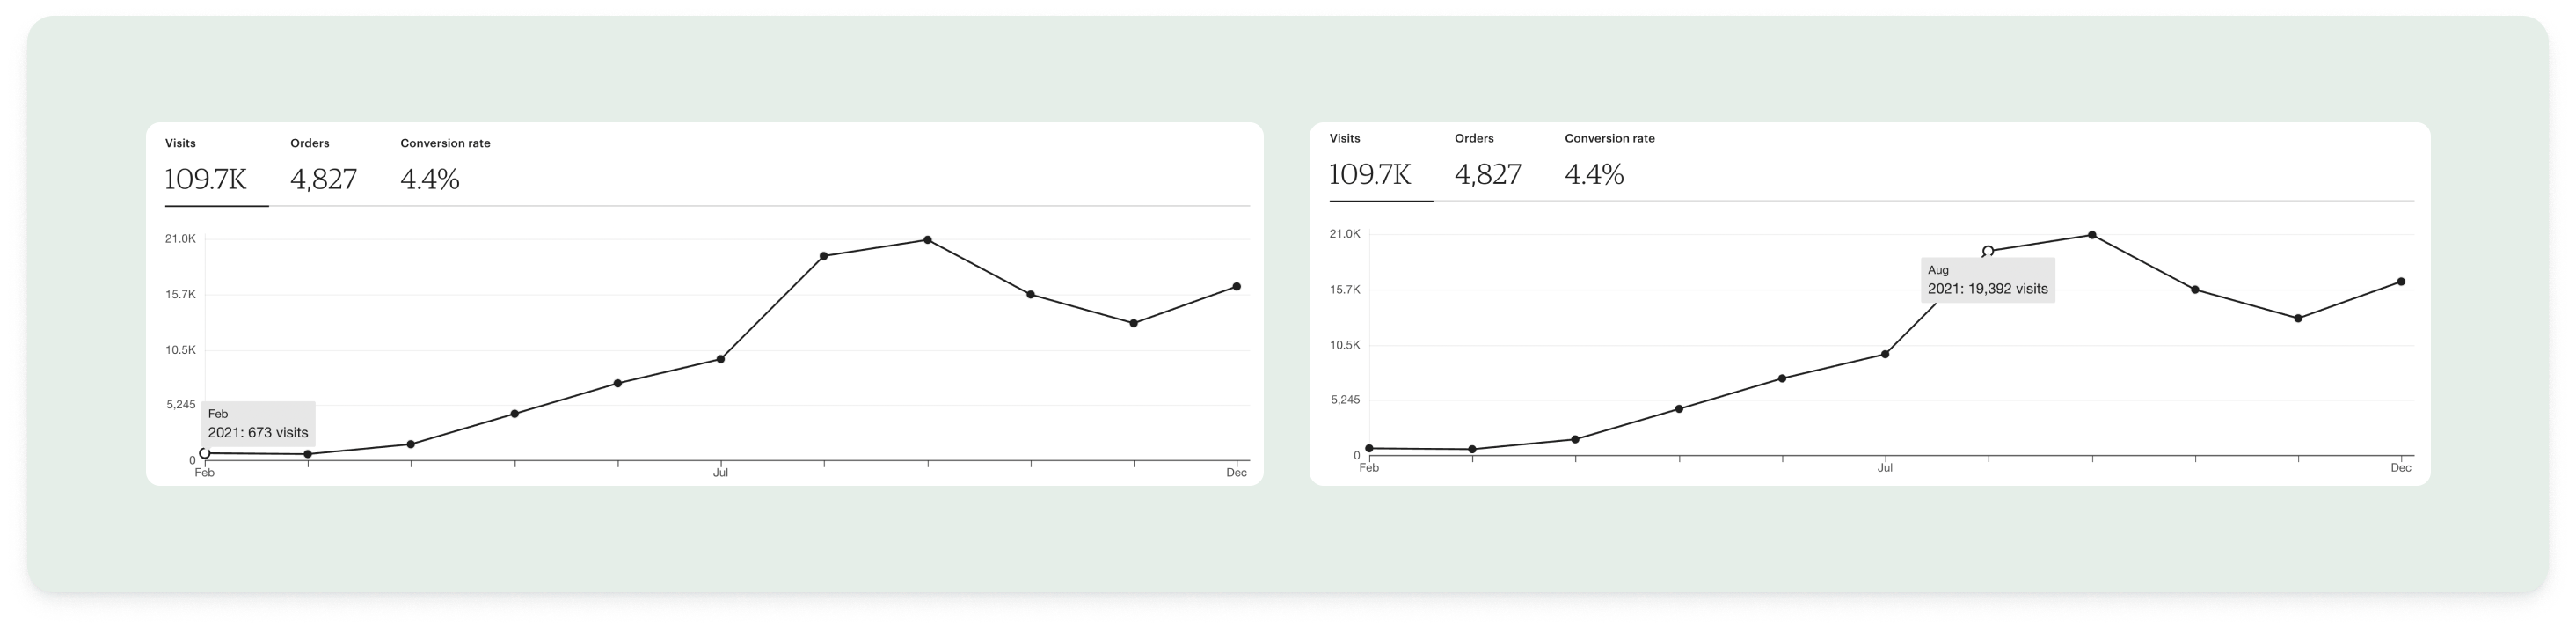 Visits Orders Conversion rate
109.7K 4,827 4.4%
21.0K
15.7K
10.5K
5,245
Feb
2021: 673 visits
0
Feb Jul Dec
Visits Orders Conversion rate
109.7K 4,827 4.4%
21.0K
Aug
2021: 19,392 visits
15.7K
10.5K
5,245
0
Feb Jul Dec